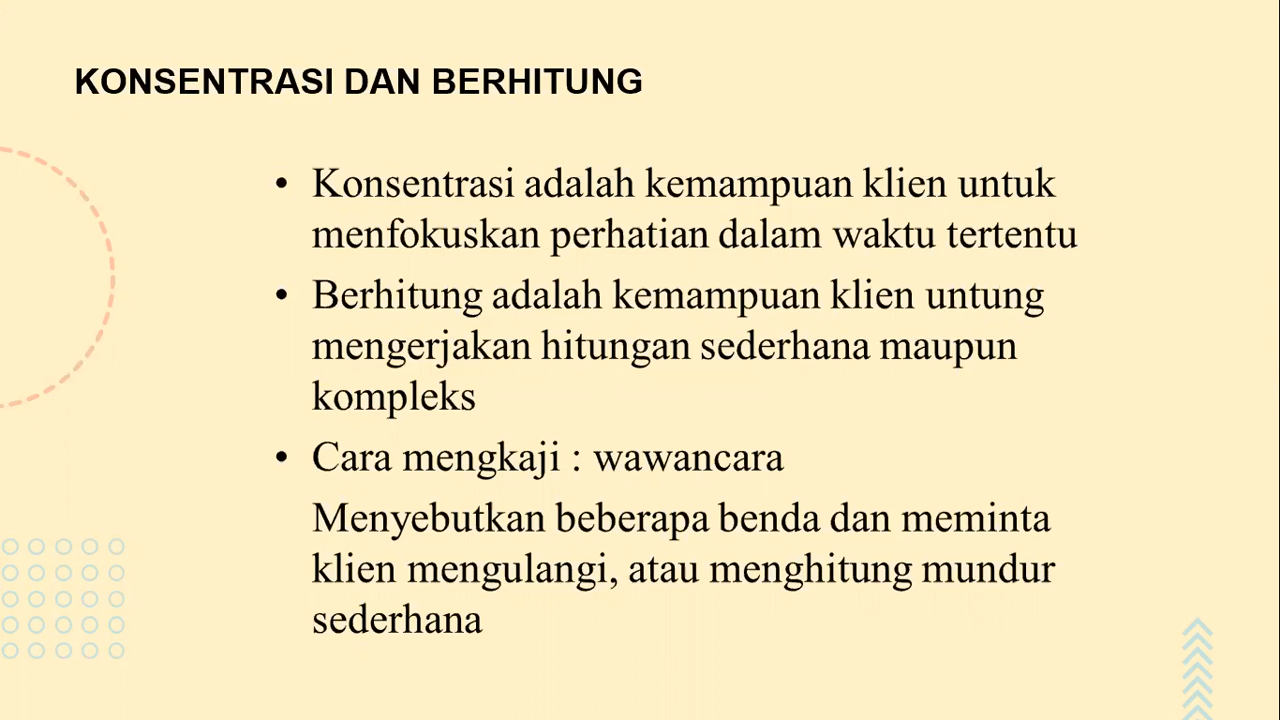 KONSENTRASI DAN BERHITUNG
• Konsentrasi adalah kemampuan klien untuk
menfokuskan perhatian dalam waktu tertentu
• Berhitung adalah kemampuan klien untung
mengerjakan hitungan sederhana maupun
kompleks
• Cara mengkaji : wawancara
Menyebutkan beberapa benda dan meminta
klien mengulangi, atau menghitung mundur
sederhana